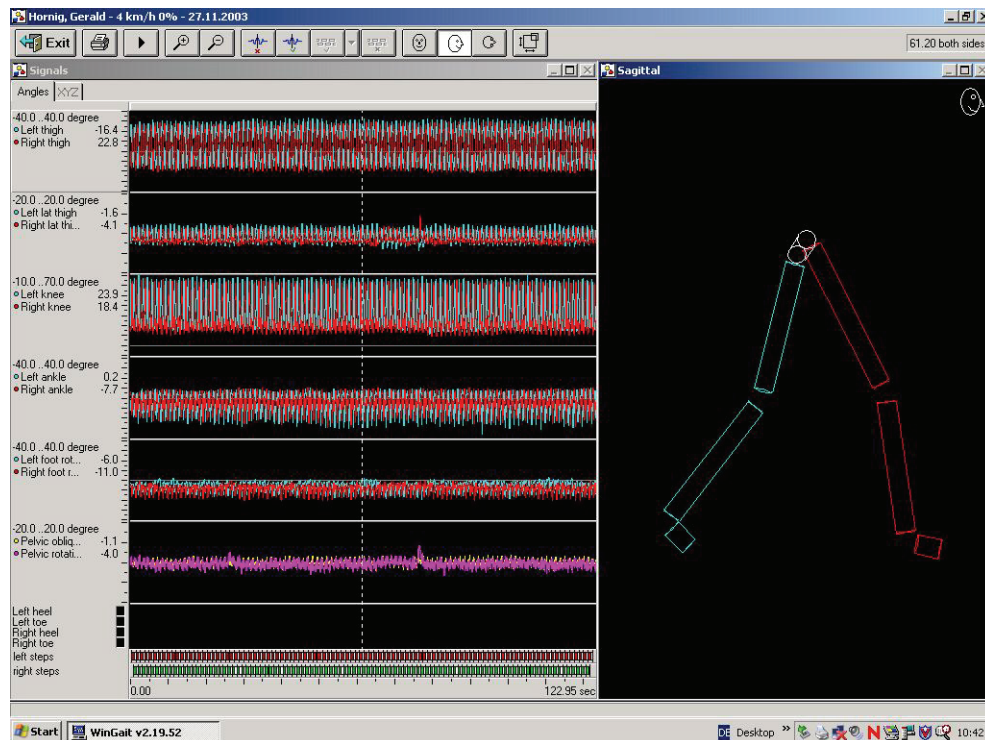 Hornig, Gerald - 4 km/h 0% - 27.11.2003
Exit
61.20 both sides
Signals
Sagittal
Angles XYZ
-40.0 ..40.0 degree
Left thigh -16.4
Right thigh 22.8
-20.0 ..20.0 degree
Left lat thigh -1.6
Right lat thi... -4.1
-10.0 ..70.0 degree
Left knee 23.9
Right knee 18.4
-40.0 ..40.0 degree
Left ankle 0.2
Right ankle -7.7
-40.0 ..40.0 degree
Left foot rot... -6.0
Right foot r... -11.0
-20.0 ..20.0 degree
Pelvic obliq... -1.1
Pelvic rotati... -4.0
Left heel
Left toe
Right heel
Right toe
left steps
right steps
0.00 122.95 sec
Start WinGait v2.19.52 DE Desktop » N 10:42